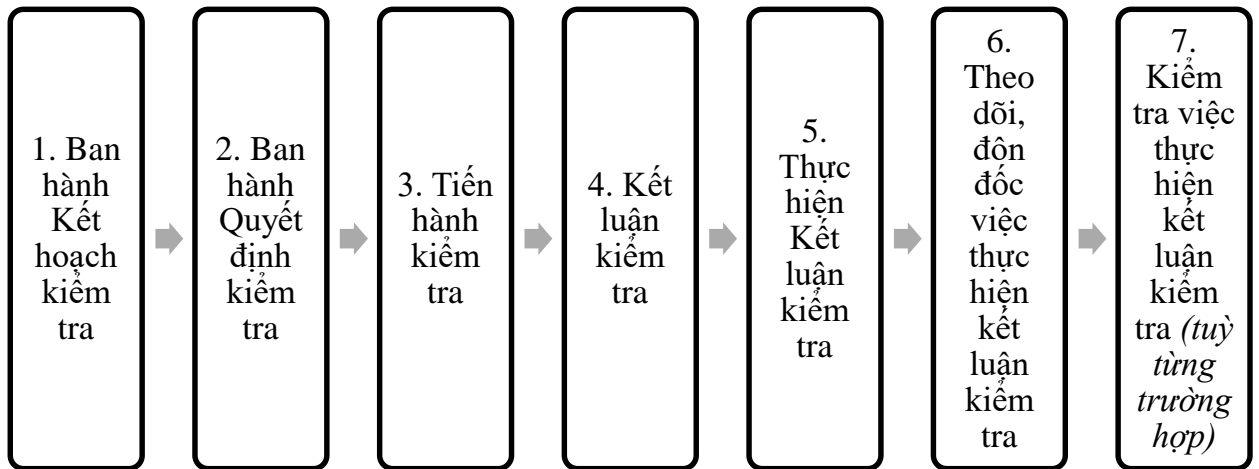 1. Ban
hành
Kết
hoạch
kiểm
tra
2. Ban
hành
Quyết
định
kiểm
tra
3. Tiến
hành
kiểm
tra
4. Kết
luận
kiểm
tra
5.
Thực
hiện
Kết
luận
kiểm
tra
6.
Theo
dõi,
đôn
đốc
việc
thực
hiện
kết
luận
kiểm
tra
7.
Kiểm
tra việc
thực
hiện
kết
luận
kiểm
tra (tuỳ
từng
trường
hợp)